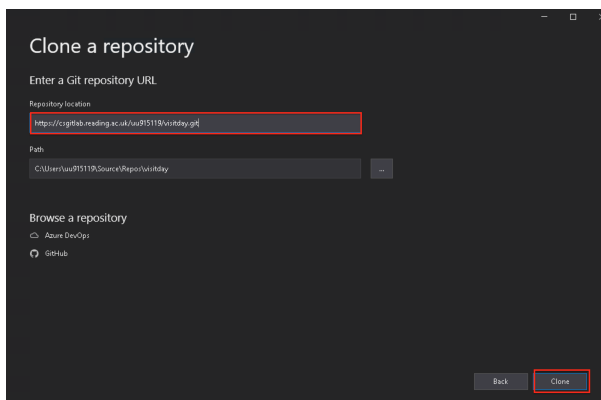 Clone a repository
Enter a Git repository URL
Repository location
https://csgitlab.reading.ac.uk/uu915119/visitday.git
Path
C:\Users\uu915119\Source\Repos\visitday
...
Browse a repository
Azure DevOps
GitHub
Back
Clone